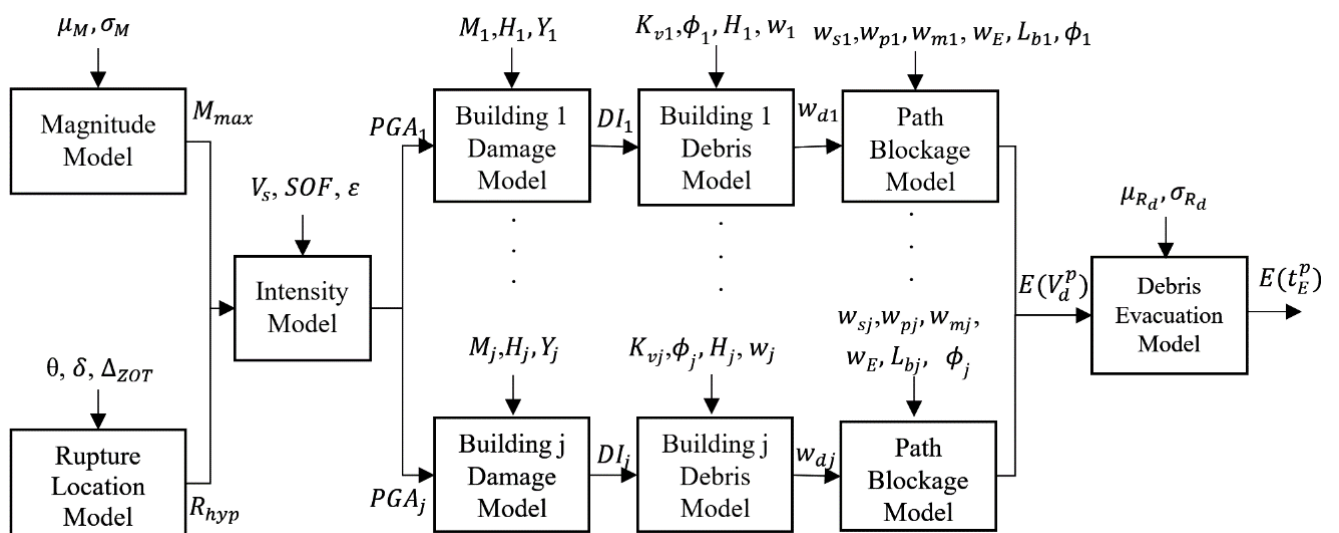 μ_M, σ_M
Magnitude
Model
M_max
θ, δ, Δ_ZOT
Rupture
Location
Model
R_hyp
V_s, SOF, ε
Intensity
Model
PGA_1
M_1,H_1,Y_1
Building 1
Damage
Model
DI_1
K_v1,ϕ_1, H_1, w_1
Building 1
Debris
Model
w_d1
w_s1,w_p1,w_m1, w_E, L_b1,ϕ_1
Path
Blockage
Model
PGA_j
M_j,H_j,Y_j
Building j
Damage
Model
DI_j
K_vj,ϕ_j, H_j, w_j
Building j
Debris
Model
w_dj
w_sj,w_pj, w_mj,
w_E, L_bj, ϕ_j
Path
Blockage
Model
E(V_d^p)
μ_R_d, σ_R_d
Debris
Evacuation
Model
E(t_E^p)